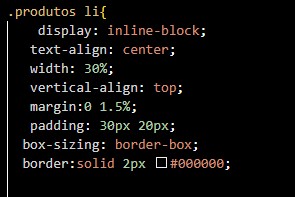 .produtos li{
display: inline-block;
text-align: center;
width: 30%;
vertical-align: top;
margin:0 1.5%;
padding: 30px 20px;
box-sizing: border-box;
border:solid 2px #000000;